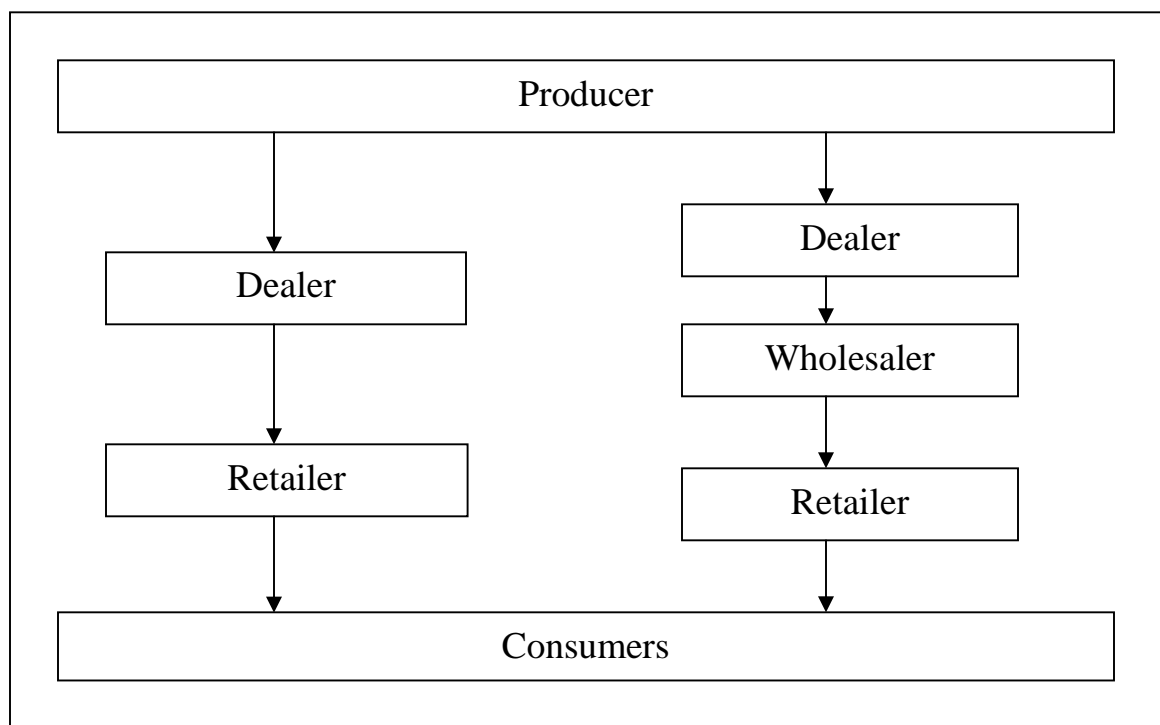 Producer
Dealer
Retailer
Dealer
Wholesaler
Retailer
Consumers